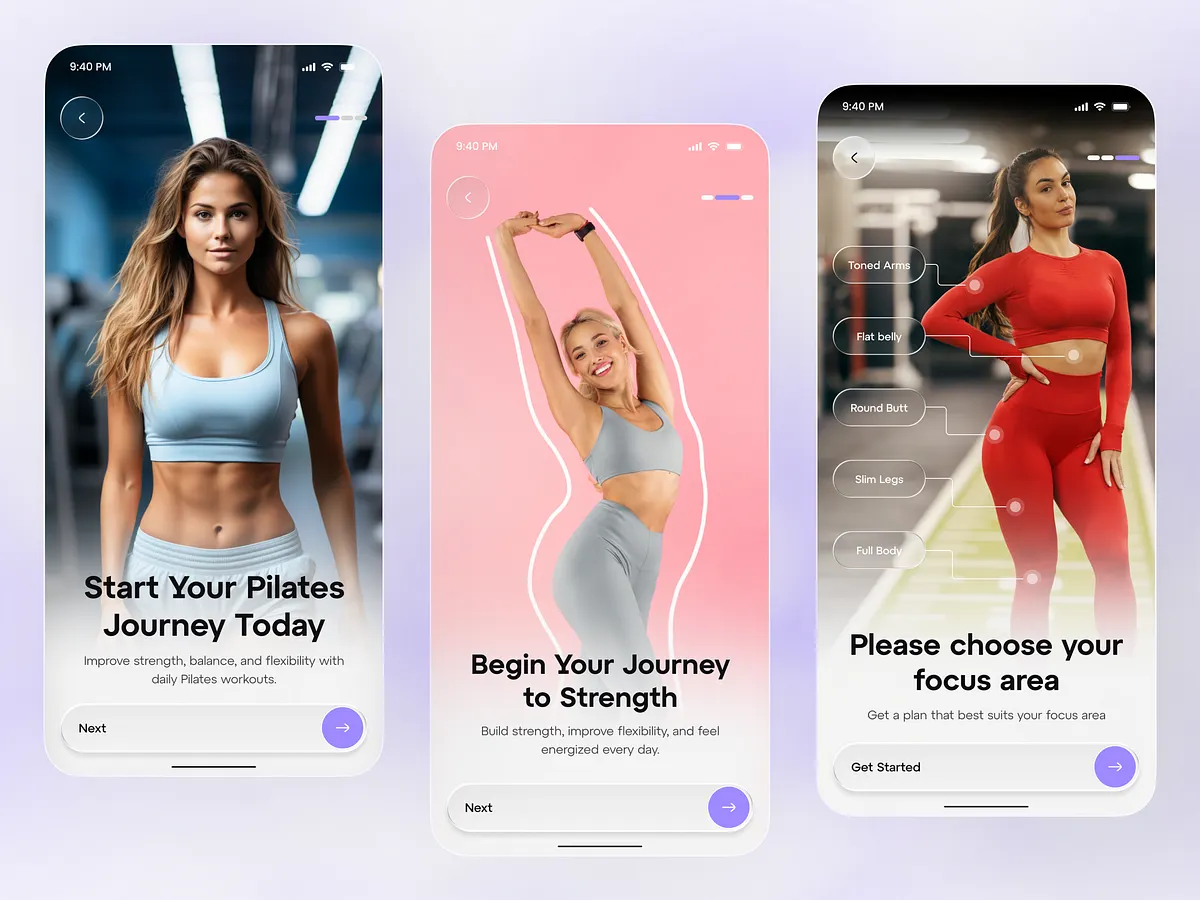 9:40 PM
Start Your Pilates
Journey Today
Improve strength, balance, and flexibility with
daily Pilates workouts.
Next
9:40 PM
Begin Your Journey
to Strength
Build strength, improve flexibility, and feel
energized every day.
Next
9:40 PM
Toned Arms
Flat belly
Round Butt
Slim Legs
Full Body
Please choose your
focus area
Get a plan that best suits your focus area
Get Started